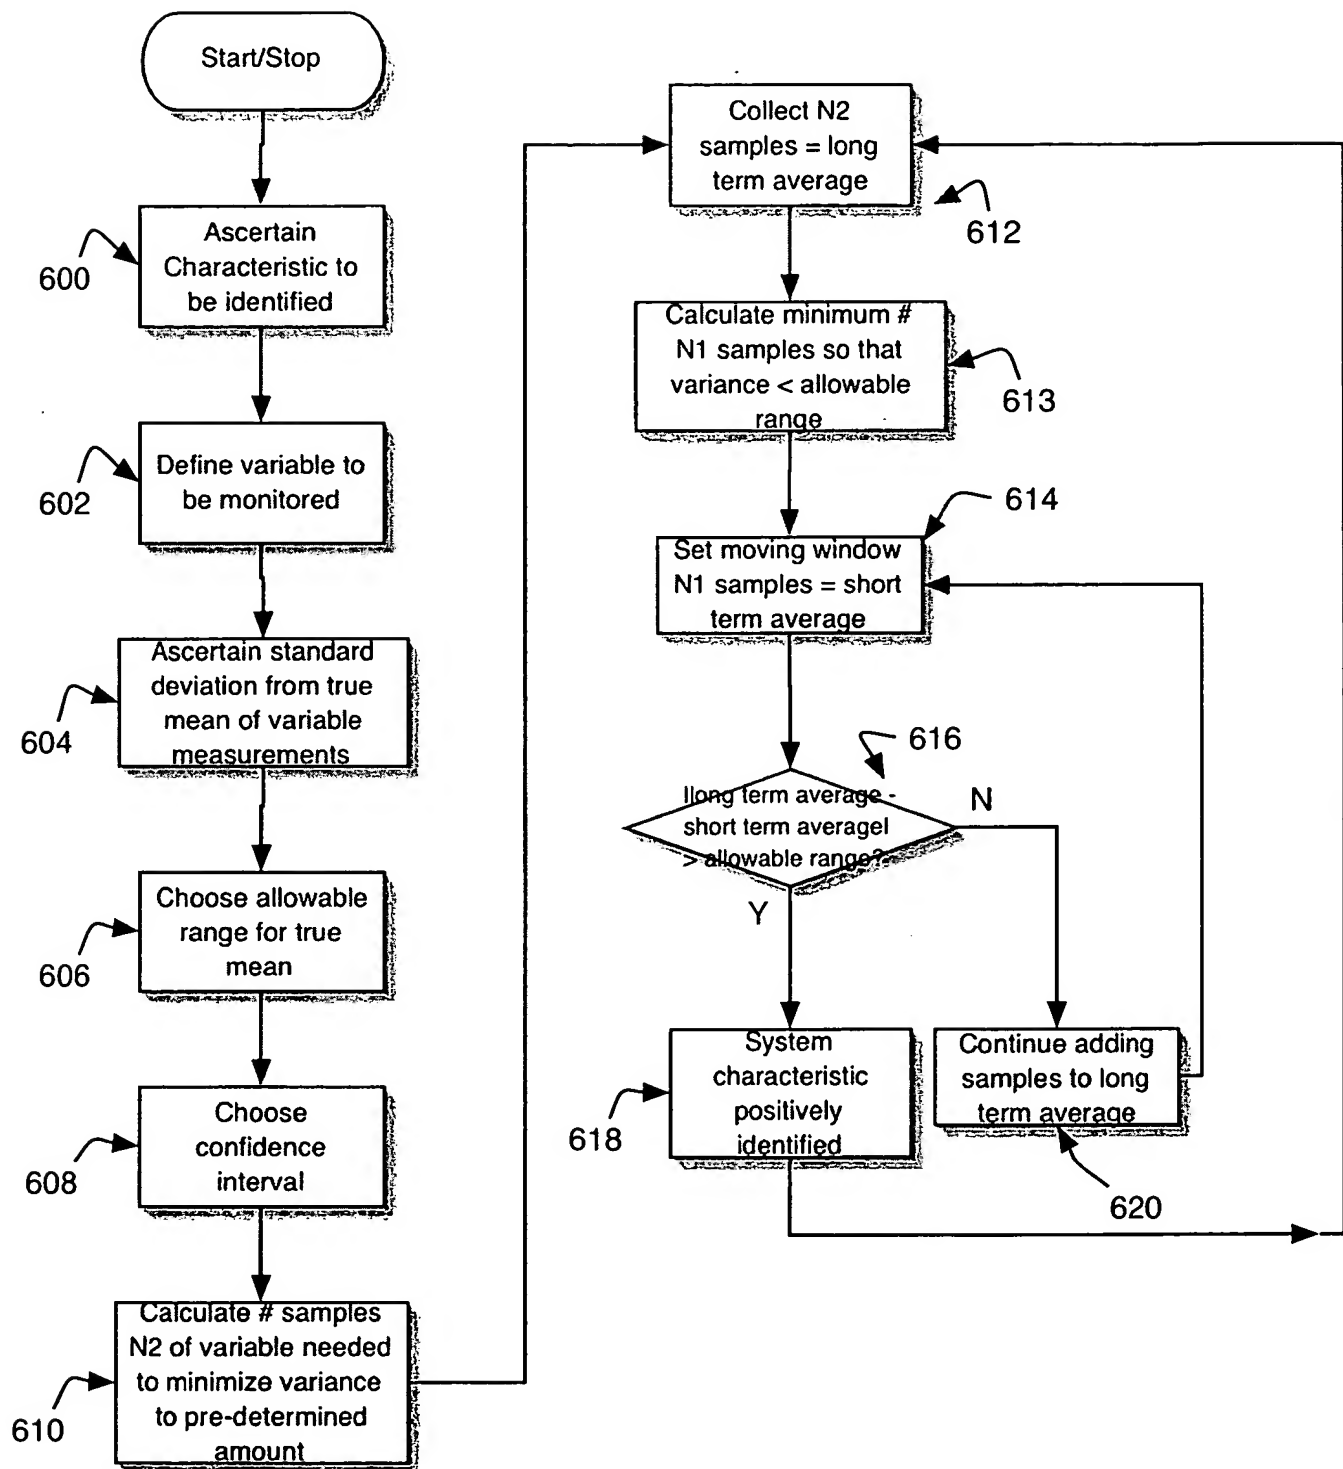 Start/Stop
600
Ascertain
Characteristic to
be identified
602
Define variable to
be monitored
604
Ascertain standard
deviation from true
mean of variable
measurements
606
Choose allowable
range for true
mean
608
Choose
confidence
interval
610
Calculate # samples
N2 of variable needed
to minimize variance
to pre-determined
amount
Collect N2
samples = long
term average
612
Calculate minimum #
N1 samples so that
variance < allowable
range
613
614
Set moving window
N1 samples = short
term average
616
|long term average -
short term average|
> allowable range?
N
Y
618
System
characteristic
positively
identified
Continue adding
samples to long
term average
620